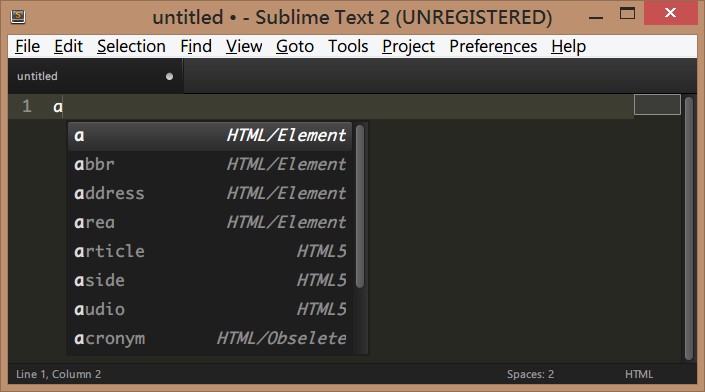 untitled • - Sublime Text 2 (UNREGISTERED)
File Edit Selection Find View Goto Tools Project Preferences Help
untitled
1 a
a HTML/Element
abbr HTML/Element
address HTML/Element
area HTML/Element
article HTML5
aside HTML5
audio HTML5
acronym HTML/Obselete
Line 1, Column 2 Spaces: 2 HTML